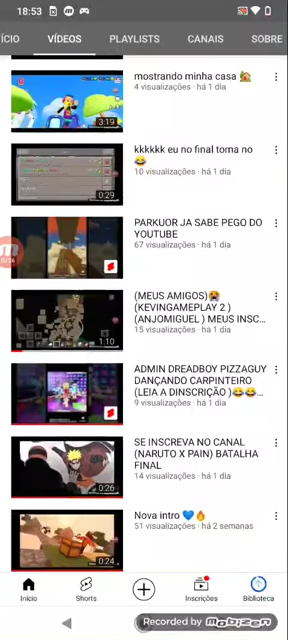 18:53
ÍCIO VÍDEOS PLAYLISTS CANAIS SOBRE
mostrando minha casa 🏡
4 visualizações · há 1 dia
3:19
kkkkkk eu no final toma no
😂
10 visualizações · há 1 dia
0:29
PARKUOR JA SABE PEGO DO
YOUTUBE
67 visualizações · há 1 dia
(MEUS AMIGOS)😭
(KEVINGAMEPLAY 2 )
(ANJOMIGUEL ) MEUS INSC...
15 visualizações · há 1 dia
1:10
ADMIN DREADBOY PIZZAGUY
DANÇANDO CARPINTEIRO
(LEIA A DINSCRIÇÃO )😂😂...
9 visualizações · há 1 dia
SE INSCREVA NO CANAL
(NARUTO X PAIN) BATALHA
FINAL
14 visualizações · há 1 dia
0:26
Nova intro 💙🔥
51 visualizações · há 2 semanas
0:24
Início Shorts Inscrições Biblioteca
Recorded by Mobizen